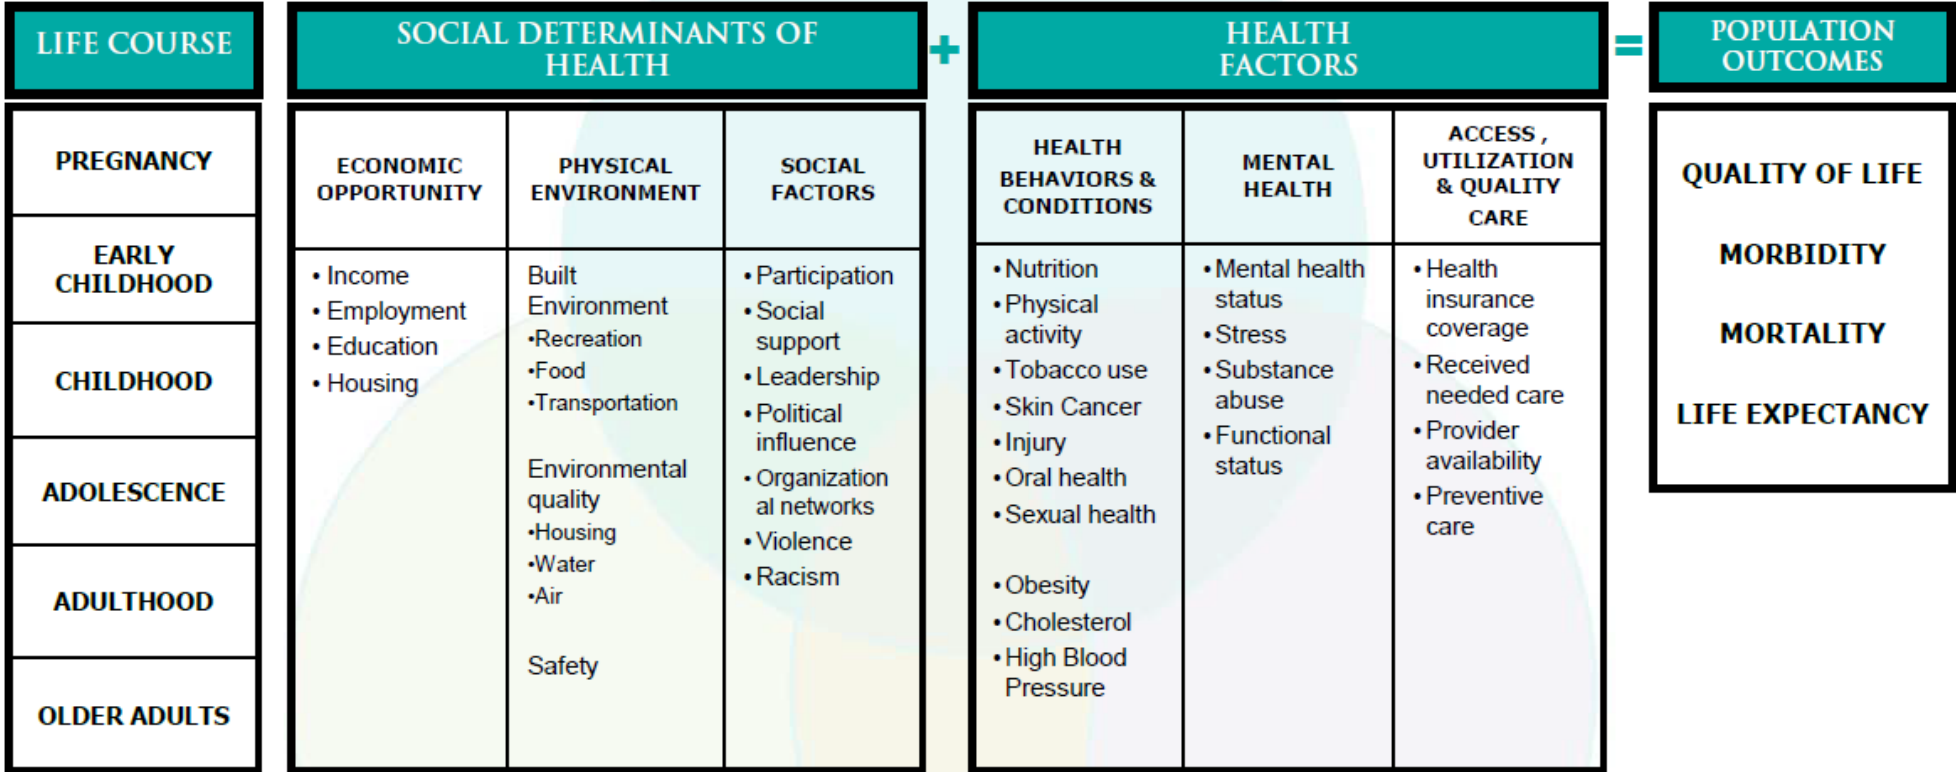 LIFE COURSE
SOCIAL DETERMINANTS OF
HEALTH
+
HEALTH
FACTORS
=
POPULATION
OUTCOMES
PREGNANCY
EARLY
CHILDHOOD
CHILDHOOD
ADOLESCENCE
ADULTHOOD
OLDER ADULTS
ECONOMIC
OPPORTUNITY
• Income
• Employment
• Education
• Housing
PHYSICAL
ENVIRONMENT
Built
Environment
•Recreation
•Food
•Transportation
Environmental
quality
•Housing
•Water
•Air
Safety
SOCIAL
FACTORS
• Participation
• Social
support
• Leadership
• Political
influence
• Organization
al networks
• Violence
• Racism
HEALTH
BEHAVIORS &
CONDITIONS
• Nutrition
• Physical
activity
• Tobacco use
• Skin Cancer
• Injury
• Oral health
• Sexual health
• Obesity
• Cholesterol
• High Blood
Pressure
MENTAL
HEALTH
• Mental health
status
• Stress
• Substance
abuse
• Functional
status
ACCESS ,
UTILIZATION
& QUALITY
CARE
• Health
insurance
coverage
• Received
needed care
• Provider
availability
• Preventive
care
QUALITY OF LIFE
MORBIDITY
MORTALITY
LIFE EXPECTANCY